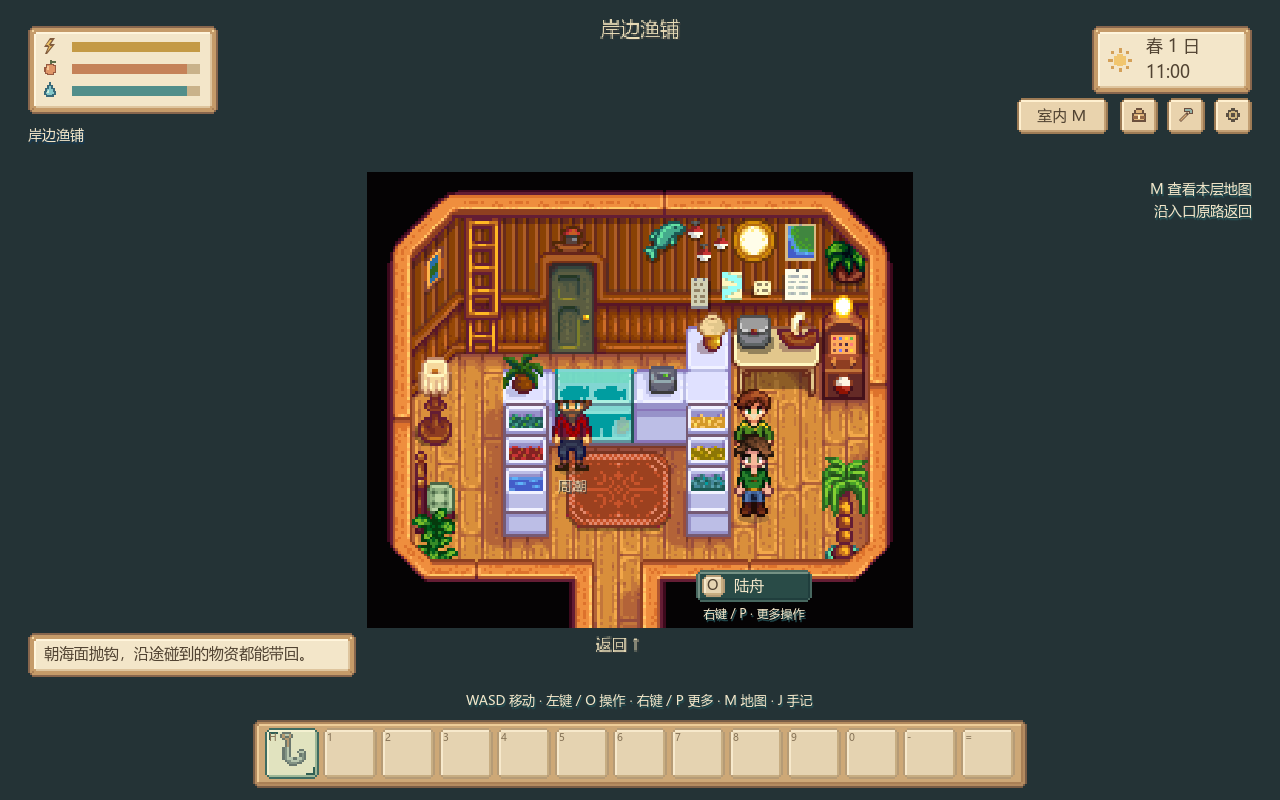 岸边渔铺
春 1 日
11:00
岸边渔铺
室内 M
M 查看本层地图
沿入口原路返回
周潮
O 陆舟
右键 / P · 更多操作
返回 ↑
朝海面抛钩，沿途碰到的物资都能带回。
WASD 移动 · 左键 / O 操作 · 右键 / P 更多 · M 地图 · J 手记
1 2 3 4 5 6 7 8 9 0 - =